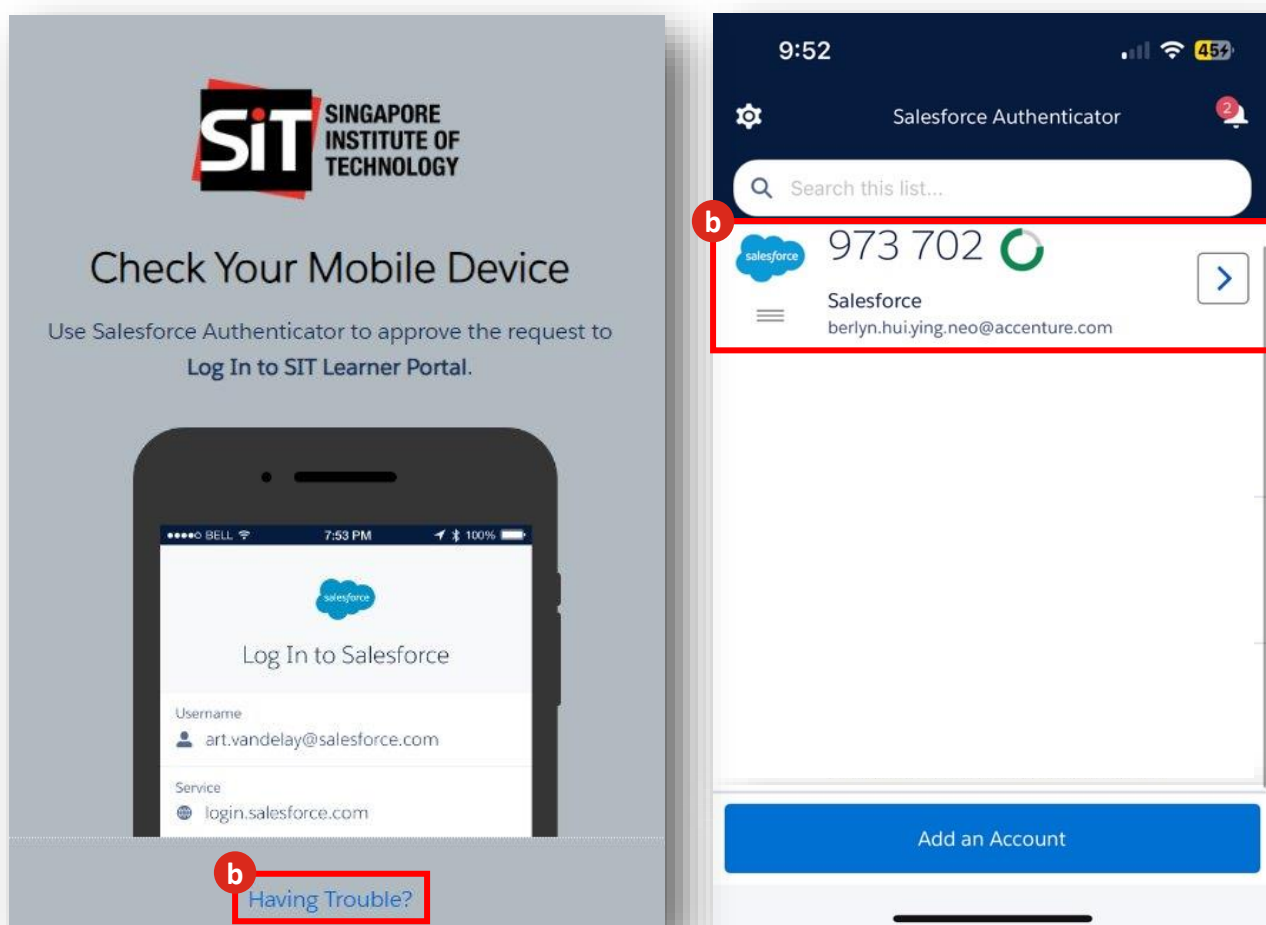 SiT
SINGAPORE
INSTITUTE OF
TECHNOLOGY
Check Your Mobile Device
Use Salesforce Authenticator to approve the request to
Log In to SIT Learner Portal.
BELL 7:53 PM 100%
salesforce
Log In to Salesforce
Username
art.vandelay@salesforce.com
Service
login.salesforce.com
b
Having Trouble?
9:52 45
Salesforce Authenticator 2
Search this list...
b
salesforce
973 702
Salesforce
berlyn.hui.ying.neo@accenture.com
Add an Account